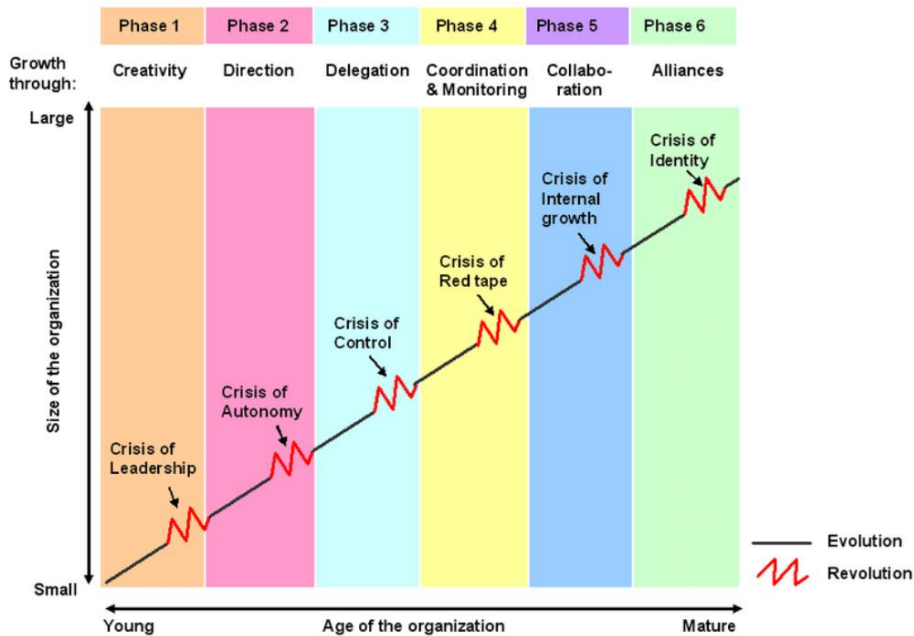 Phase 1 Phase 2 Phase 3 Phase 4 Phase 5 Phase 6
Growth
through:
Creativity
Direction
Delegation
Coordination
& Monitoring
Collabo-
ration
Alliances
Large
Size of the organization
Small
Crisis of
Leadership
Crisis of
Autonomy
Crisis of
Control
Crisis of
Red tape
Crisis of
Internal
growth
Crisis of
Identity
Evolution
Revolution
Young
Age of the organization
Mature